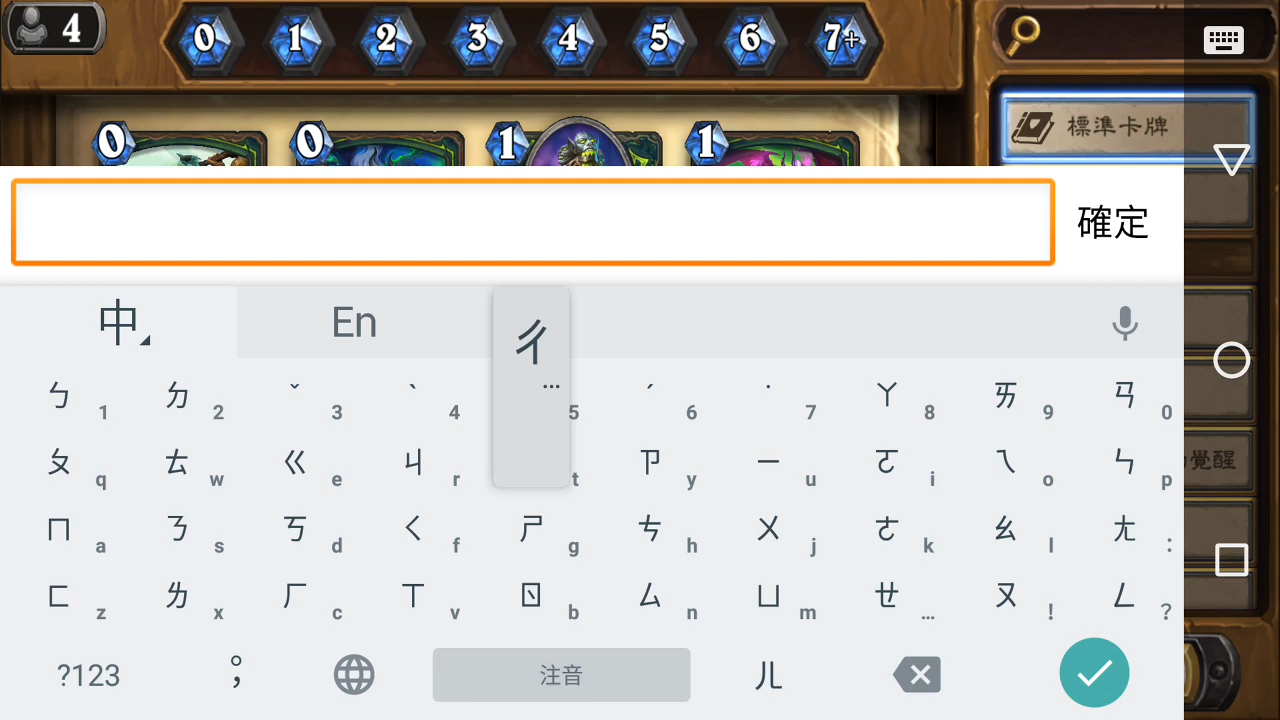 4 0 1 2 3 4 5 6 7+
0 0 1 1 標準卡牌
確定
中 En ㄔ
ㄅ 1 ㄉ 2 ˇ 3 ˋ 4 ... 5 ˊ 6 ˙ 7 ㄚ 8 ㄞ 9 ㄢ 0
ㄆ q ㄊ w ㄍ e ㄐ r t ㄗ y ㄧ u ㄛ i ㄟ o ㄣ p
覺醒
ㄇ a ㄋ s ㄎ d ㄑ f ㄕ g ㄘ h ㄨ j ㄜ k ㄠ l ㄤ :
ㄈ z ㄌ x ㄏ c ㄒ v ㄖ b ㄙ n ㄩ m ㄝ … ㄡ ! ㄥ ?
?123 ° ; 注音 ㄦ